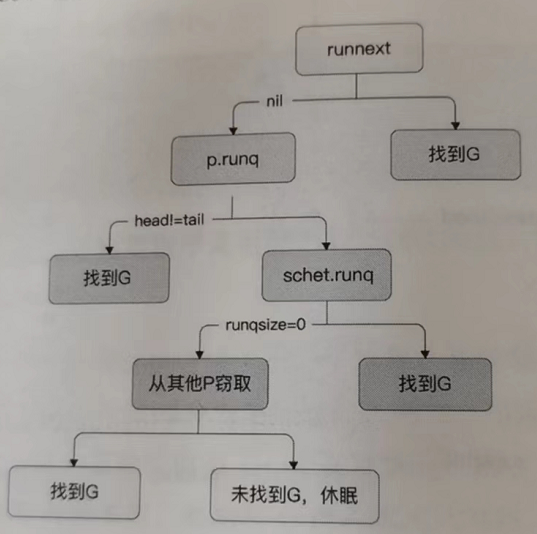 runnext
nil
p.runq
找到G
head!=tail
找到G
schet.runq
runqsize=0
从其他P窃取
找到G
找到G
未找到G，休眠